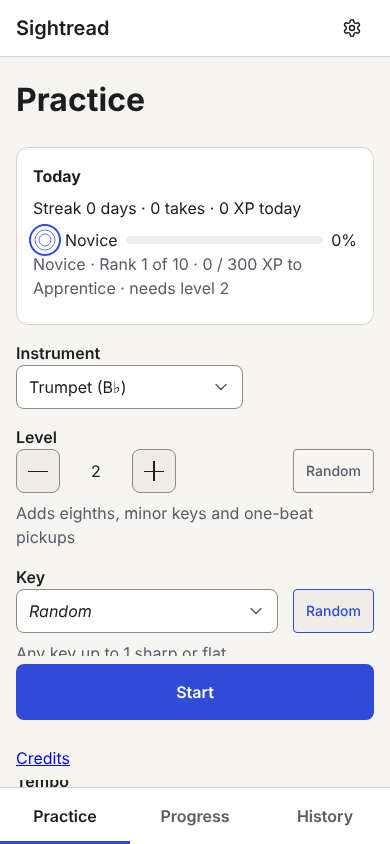 Sightread
Practice
Today
Streak 0 days · 0 takes · 0 XP today
Novice 0%
Novice · Rank 1 of 10 · 0 / 300 XP to
Apprentice · needs level 2
Instrument
Trumpet (B♭)
Level
2 Random
Adds eighths, minor keys and one-beat
pickups
Key
Random Random
Any key up to 1 sharp or flat
Start
Credits
Tempo
Practice Progress History